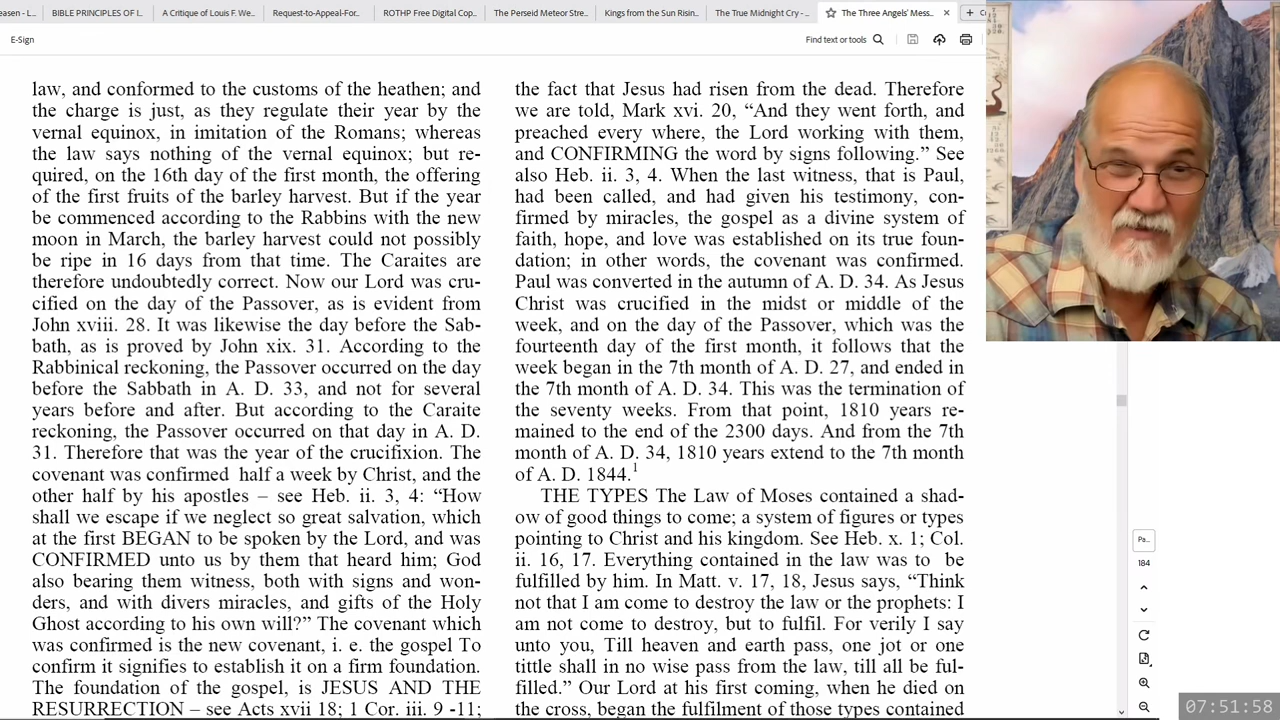 easen - L...
BIBLE PRINCIPLES OF I...
A Critique of Louis F. We...
Request-to-Appeal-For...
ROTHP Free Digital Cop...
The Perseid Meteor Stre...
Kings from the Sun Risin...
The True Midnight Cry -...
The Three Angels' Mess...
E-Sign
Find text or tools
law, and conformed to the customs of the heathen; and
the charge is just, as they regulate their year by the
vernal equinox, in imitation of the Romans; whereas
the law says nothing of the vernal equinox; but re-
quired, on the 16th day of the first month, the offering
of the first fruits of the barley harvest. But if the year
be commenced according to the Rabbins with the new
moon in March, the barley harvest could not possibly
be ripe in 16 days from that time. The Caraites are
therefore undoubtedly correct. Now our Lord was cru-
cified on the day of the Passover, as is evident from
John xviii. 28. It was likewise the day before the Sab-
bath, as is proved by John xix. 31. According to the
Rabbinical reckoning, the Passover occurred on the day
before the Sabbath in A. D. 33, and not for several
years before and after. But according to the Caraite
reckoning, the Passover occurred on that day in A. D.
31. Therefore that was the year of the crucifixion. The
covenant was confirmed half a week by Christ, and the
other half by his apostles – see Heb. ii. 3, 4: “How
shall we escape if we neglect so great salvation, which
at the first BEGAN to be spoken by the Lord, and was
CONFIRMED unto us by them that heard him; God
also bearing them witness, both with signs and won-
ders, and with divers miracles, and gifts of the Holy
Ghost according to his own will?” The covenant which
was confirmed is the new covenant, i. e. the gospel To
confirm it signifies to establish it on a firm foundation.
The foundation of the gospel, is JESUS AND THE
RESURRECTION – see Acts xvii 18; 1 Cor. iii. 9 -11;
the fact that Jesus had risen from the dead. Therefore
we are told, Mark xvi. 20, “And they went forth, and
preached every where, the Lord working with them,
and CONFIRMING the word by signs following.” See
also Heb. ii. 3, 4. When the last witness, that is Paul,
had been called, and had given his testimony, con-
firmed by miracles, the gospel as a divine system of
faith, hope, and love was established on its true foun-
dation; in other words, the covenant was confirmed.
Paul was converted in the autumn of A. D. 34. As Jesus
Christ was crucified in the midst or middle of the
week, and on the day of the Passover, which was the
fourteenth day of the first month, it follows that the
week began in the 7th month of A. D. 27, and ended in
the 7th month of A. D. 34. This was the termination of
the seventy weeks. From that point, 1810 years re-
mained to the end of the 2300 days. And from the 7th
month of A. D. 34, 1810 years extend to the 7th month
of A. D. 1844.1
THE TYPES The Law of Moses contained a shad-
ow of good things to come; a system of figures or types
pointing to Christ and his kingdom. See Heb. x. 1; Col.
ii. 16, 17. Everything contained in the law was to be
fulfilled by him. In Matt. v. 17, 18, Jesus says, “Think
not that I am come to destroy the law or the prophets: I
am not come to destroy, but to fulfil. For verily I say
unto you, Till heaven and earth pass, one jot or one
tittle shall in no wise pass from the law, till all be ful-
filled.” Our Lord at his first coming, when he died on
the cross, began the fulfilment of those types contained
Pa...
184
07:51:58